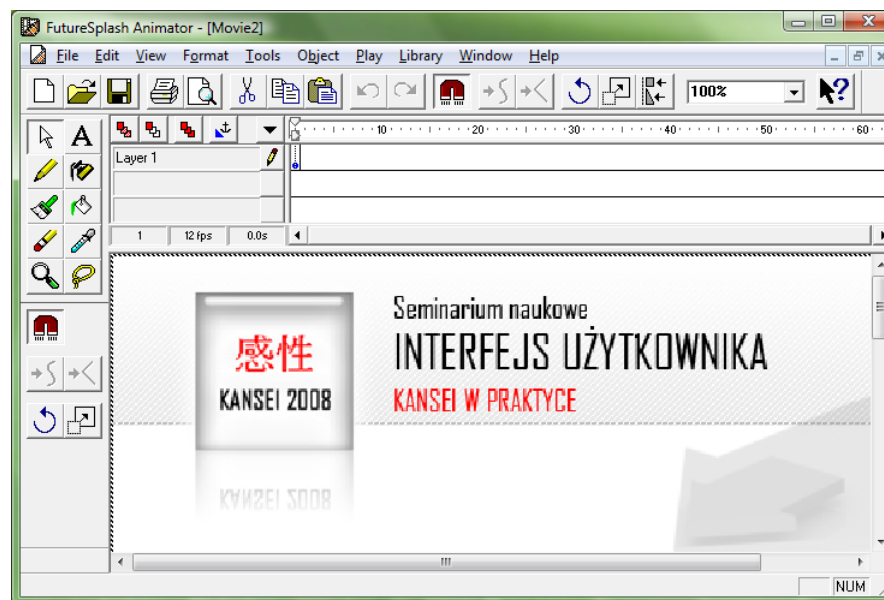 FutureSplash Animator - [Movie2]
File Edit View Format Tools Object Play Library Window Help
100%
A
10 20 30 40 50 60
Layer 1
1 12 fps 0.0s
Seminarium naukowe
INTERFEJS UŻYTKOWNIKA
感性
KANSEI 2008
KANSEI W PRAKTYCE
KANSEI 2008
NUM